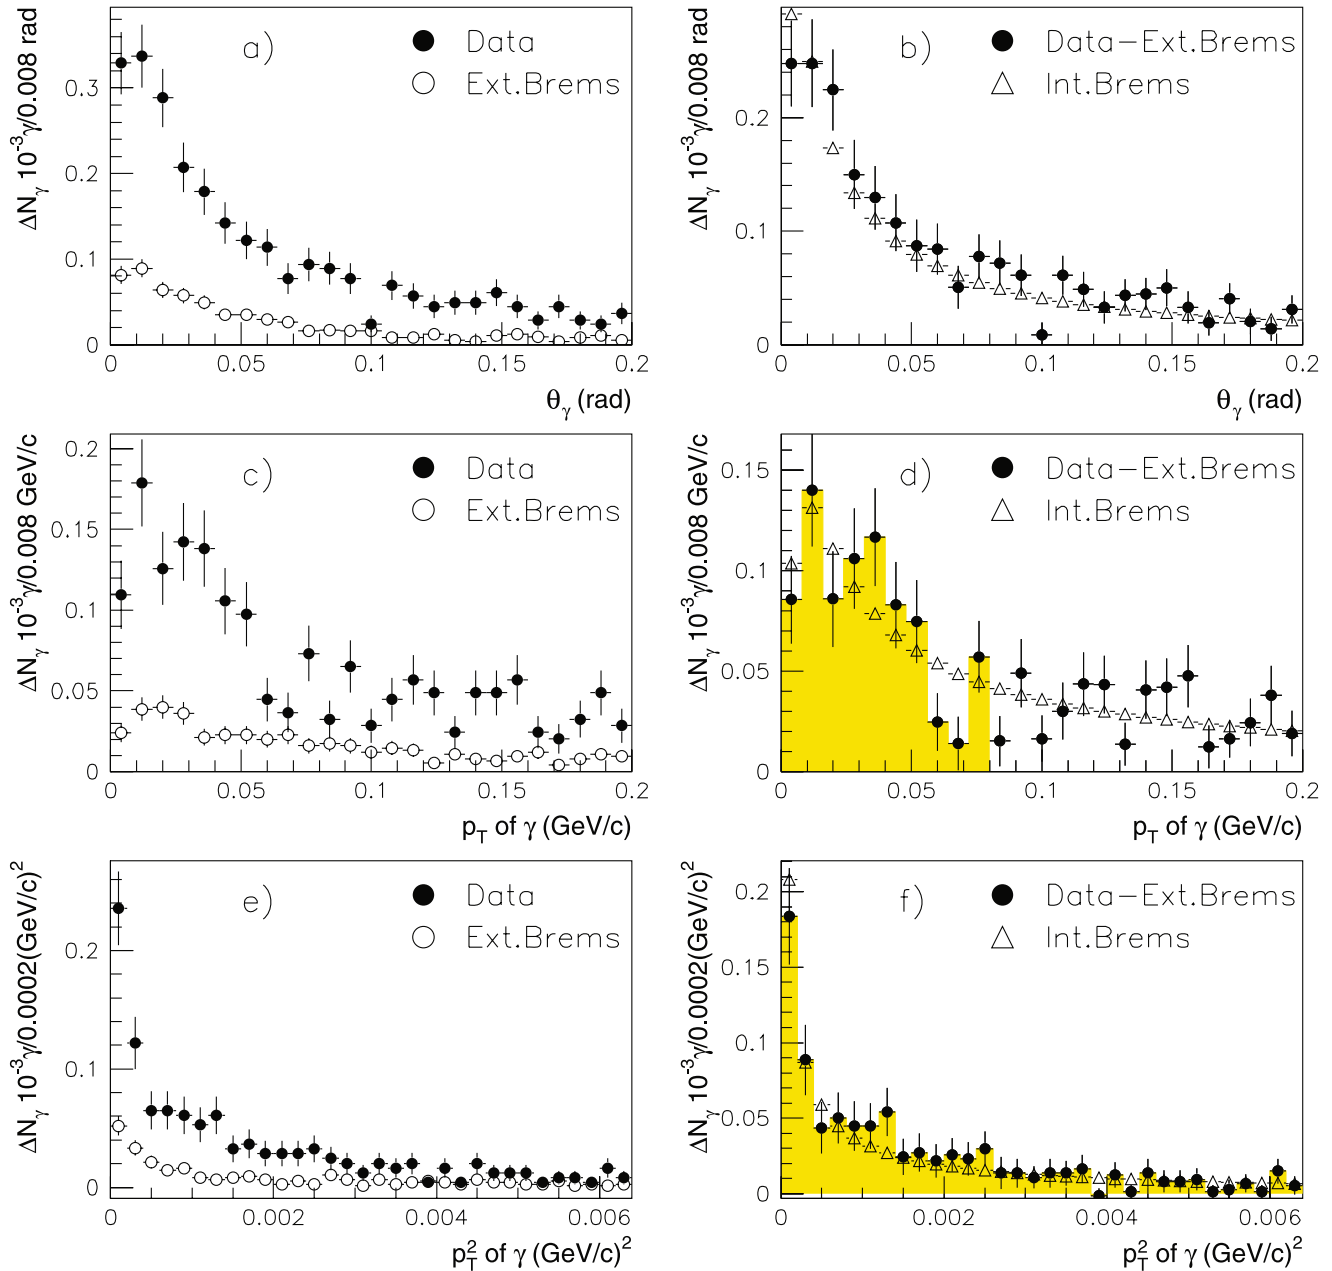 ΔN_γ 10^-3γ/0.008 rad
a)
Data
Ext.Brems
0.3
0.2
0.1
0
0 0.05 0.1 0.15 0.2
θ_γ (rad)
ΔN_γ 10^-3γ/0.008 rad
b)
Data-Ext.Brems
Int.Brems
0.2
0.1
0
0 0.05 0.1 0.15 0.2
θ_γ (rad)
ΔN_γ 10^-3γ/0.008 GeV/c
c)
Data
Ext.Brems
0.2
0.15
0.1
0.05
0
0 0.05 0.1 0.15 0.2
p_T of γ (GeV/c)
ΔN_γ 10^-3γ/0.008 GeV/c
d)
Data-Ext.Brems
Int.Brems
0.15
0.1
0.05
0
0 0.05 0.1 0.15 0.2
p_T of γ (GeV/c)
ΔN_γ 10^-3γ/0.0002(GeV/c)^2
e)
Data
Ext.Brems
0.2
0.1
0
0 0.002 0.004 0.006
p_T^2 of γ (GeV/c)^2
ΔN_γ 10^-3γ/0.0002(GeV/c)^2
f)
Data-Ext.Brems
Int.Brems
0.2
0.15
0.1
0.05
0
0 0.002 0.004 0.006
p_T^2 of γ (GeV/c)^2